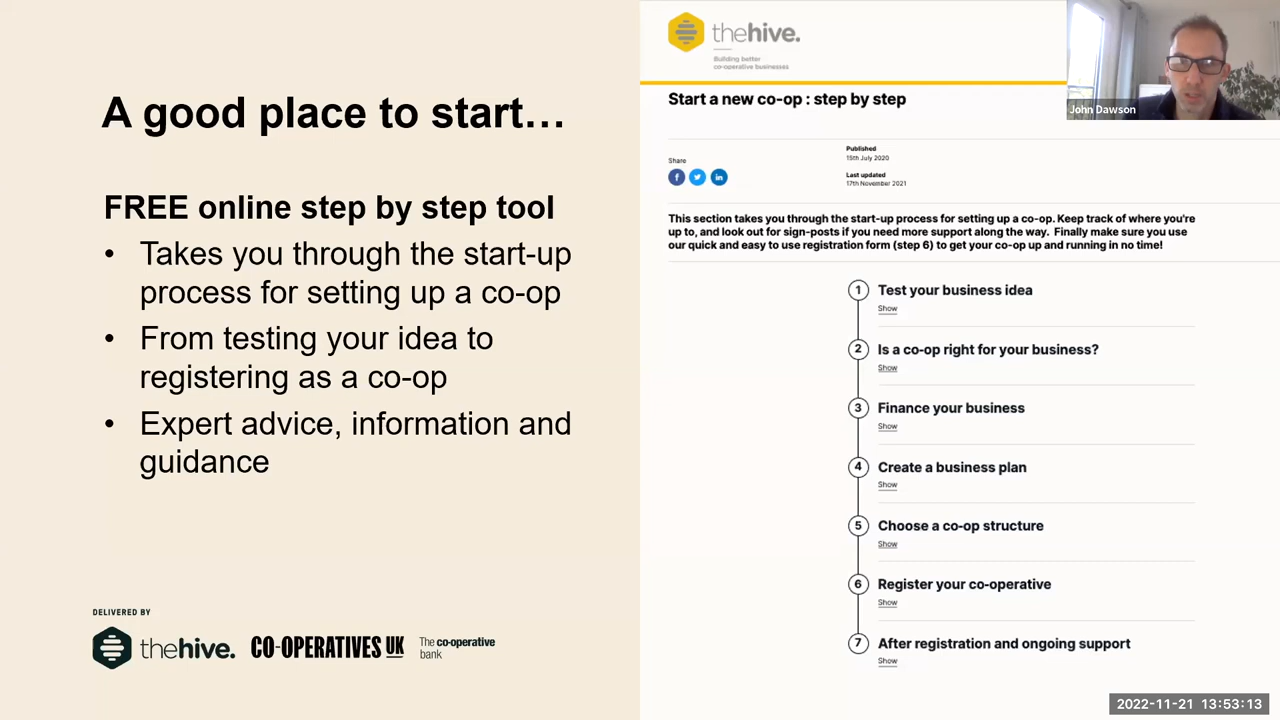 A good place to start…
FREE online step by step tool
• Takes you through the start-up
process for setting up a co-op
• From testing your idea to
registering as a co-op
• Expert advice, information and
guidance
DELIVERED BY
thehive.
CO-OPERATIVES UK
The co-operative
bank
thehive.
Building better
co-operative businesses
John Dawson
Start a new co-op : step by step
Share
Published
15th July 2020
Last updated
17th November 2021
This section takes you through the start-up process for setting up a co-op. Keep track of where you're
up to, and look out for sign-posts if you need more support along the way. Finally make sure you use
our quick and easy to use registration form (step 6) to get your co-op up and running in no time!
1 Test your business idea
Show
2 Is a co-op right for your business?
Show
3 Finance your business
Show
4 Create a business plan
Show
5 Choose a co-op structure
Show
6 Register your co-operative
Show
7 After registration and ongoing support
Show
2022-11-21 13:53:13